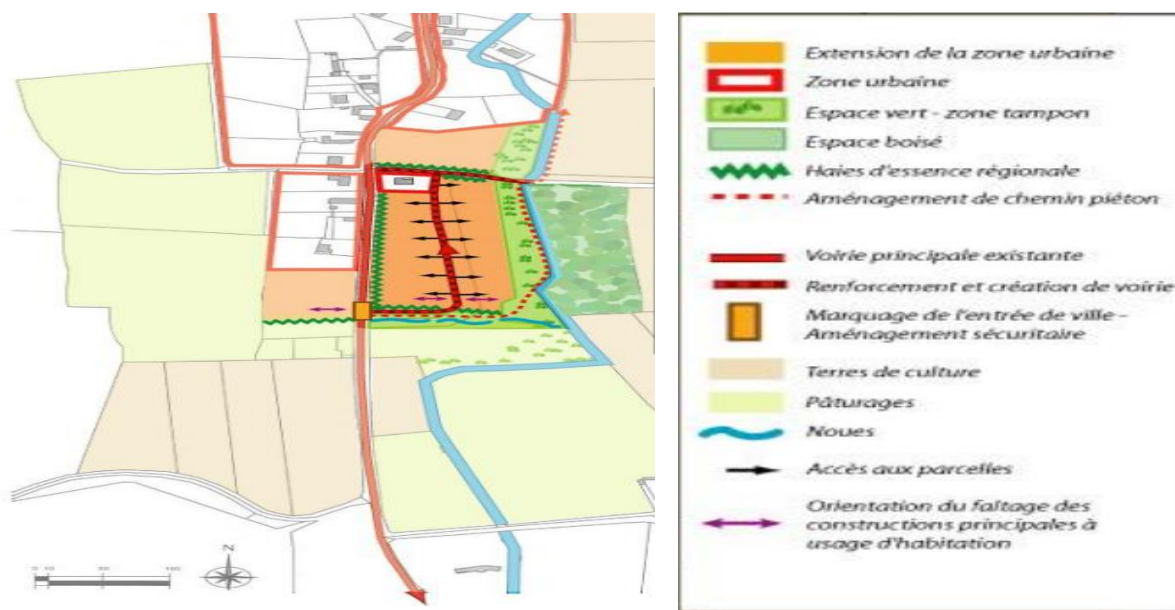 Extension de la zone urbaine
Zone urbaine
Espace vert - zone tampon
Espace boisé
Haies d'essence régionale
Aménagement de chemin piéton
Voirie principale existante
Renforcement et création de voirie
Marquage de l'entrée de ville -
Aménagement sécuritaire
Terres de culture
Pâturages
Noues
Accès aux parcelles
Orientation du faîtage des
constructions principales à
usage d'habitation
N